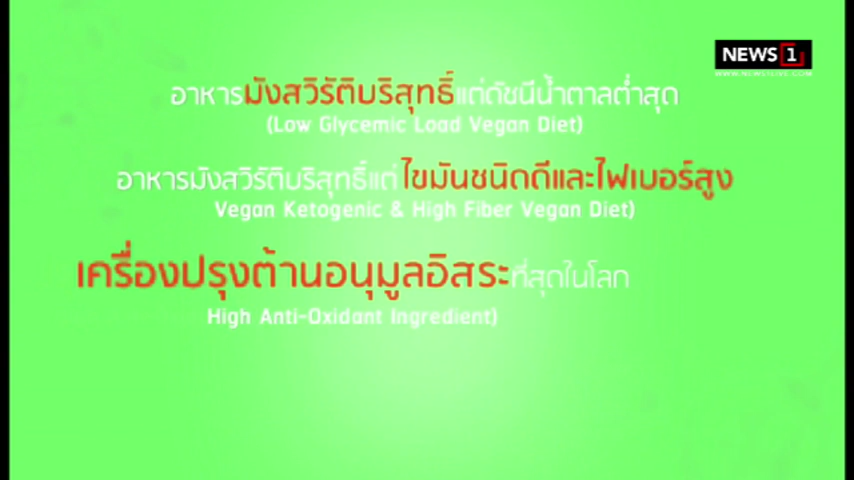 NEWS 1
WWW.NEWS1LIVE.COM
อาหารมังสวิรัติบริสุทธิ์แต่ดัชนีน้ำตาลต่ำสุด
(Low Glycemic Load Vegan Diet)
อาหารมังสวิรัติบริสุทธิ์แต่ ไขมันชนิดดีและไฟเบอร์สูง
Vegan Ketogenic & High Fiber Vegan Diet)
เครื่องปรุงต้านอนุมูลอิสระที่สุดในโลก
High Anti-Oxidant Ingredient)